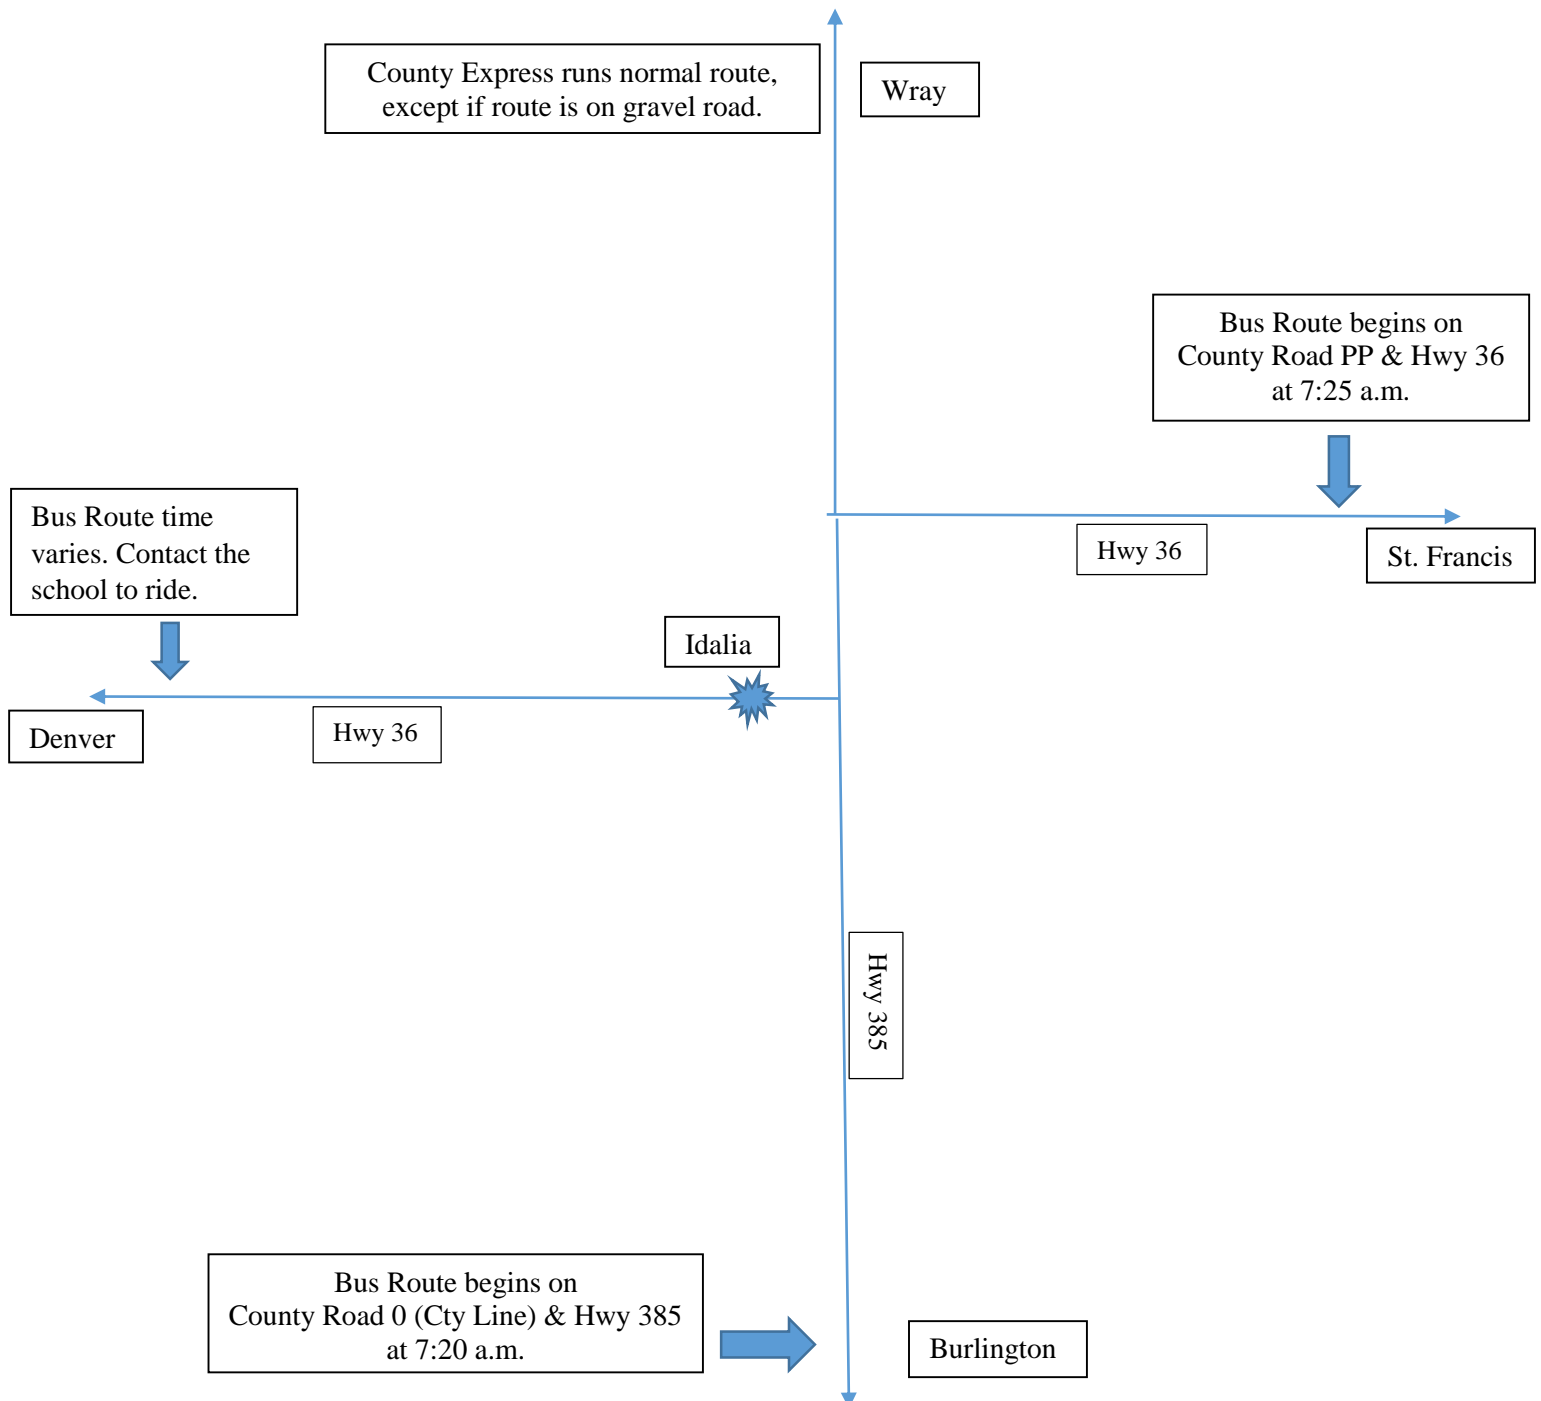 County Express runs normal route,
except if route is on gravel road.
Wray
Bus Route begins on
County Road PP & Hwy 36
at 7:25 a.m.
Bus Route time
varies. Contact the
school to ride.
Hwy 36
St. Francis
Idalia
Denver
Hwy 36
Hwy 385
Bus Route begins on
County Road 0 (Cty Line) & Hwy 385
at 7:20 a.m.
Burlington